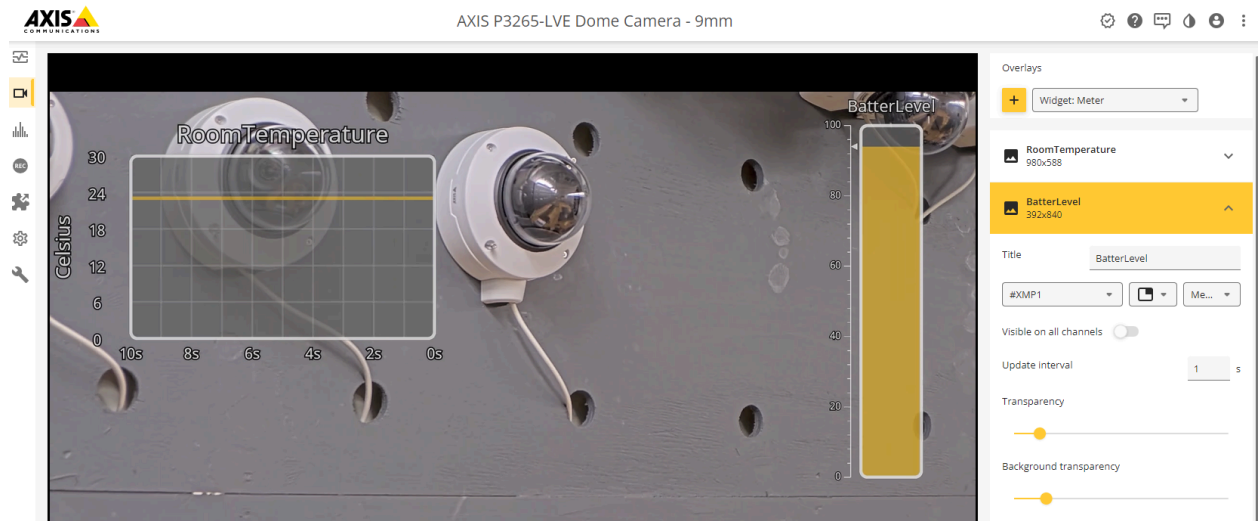 AXIS
COMMUNICATIONS
AXIS P3265-LVE Dome Camera - 9mm
REC
RoomTemperature
30
24
18
12
6
0
Celsius
10s 8s 6s 4s 2s 0s
BatterLevel
100
80
60
40
20
0
Overlays
+ Widget: Meter
RoomTemperature
980x588
BatterLevel
392x840
Title BatterLevel
#XMP1 Me...
Visible on all channels
Update interval 1 s
Transparency
Background transparency